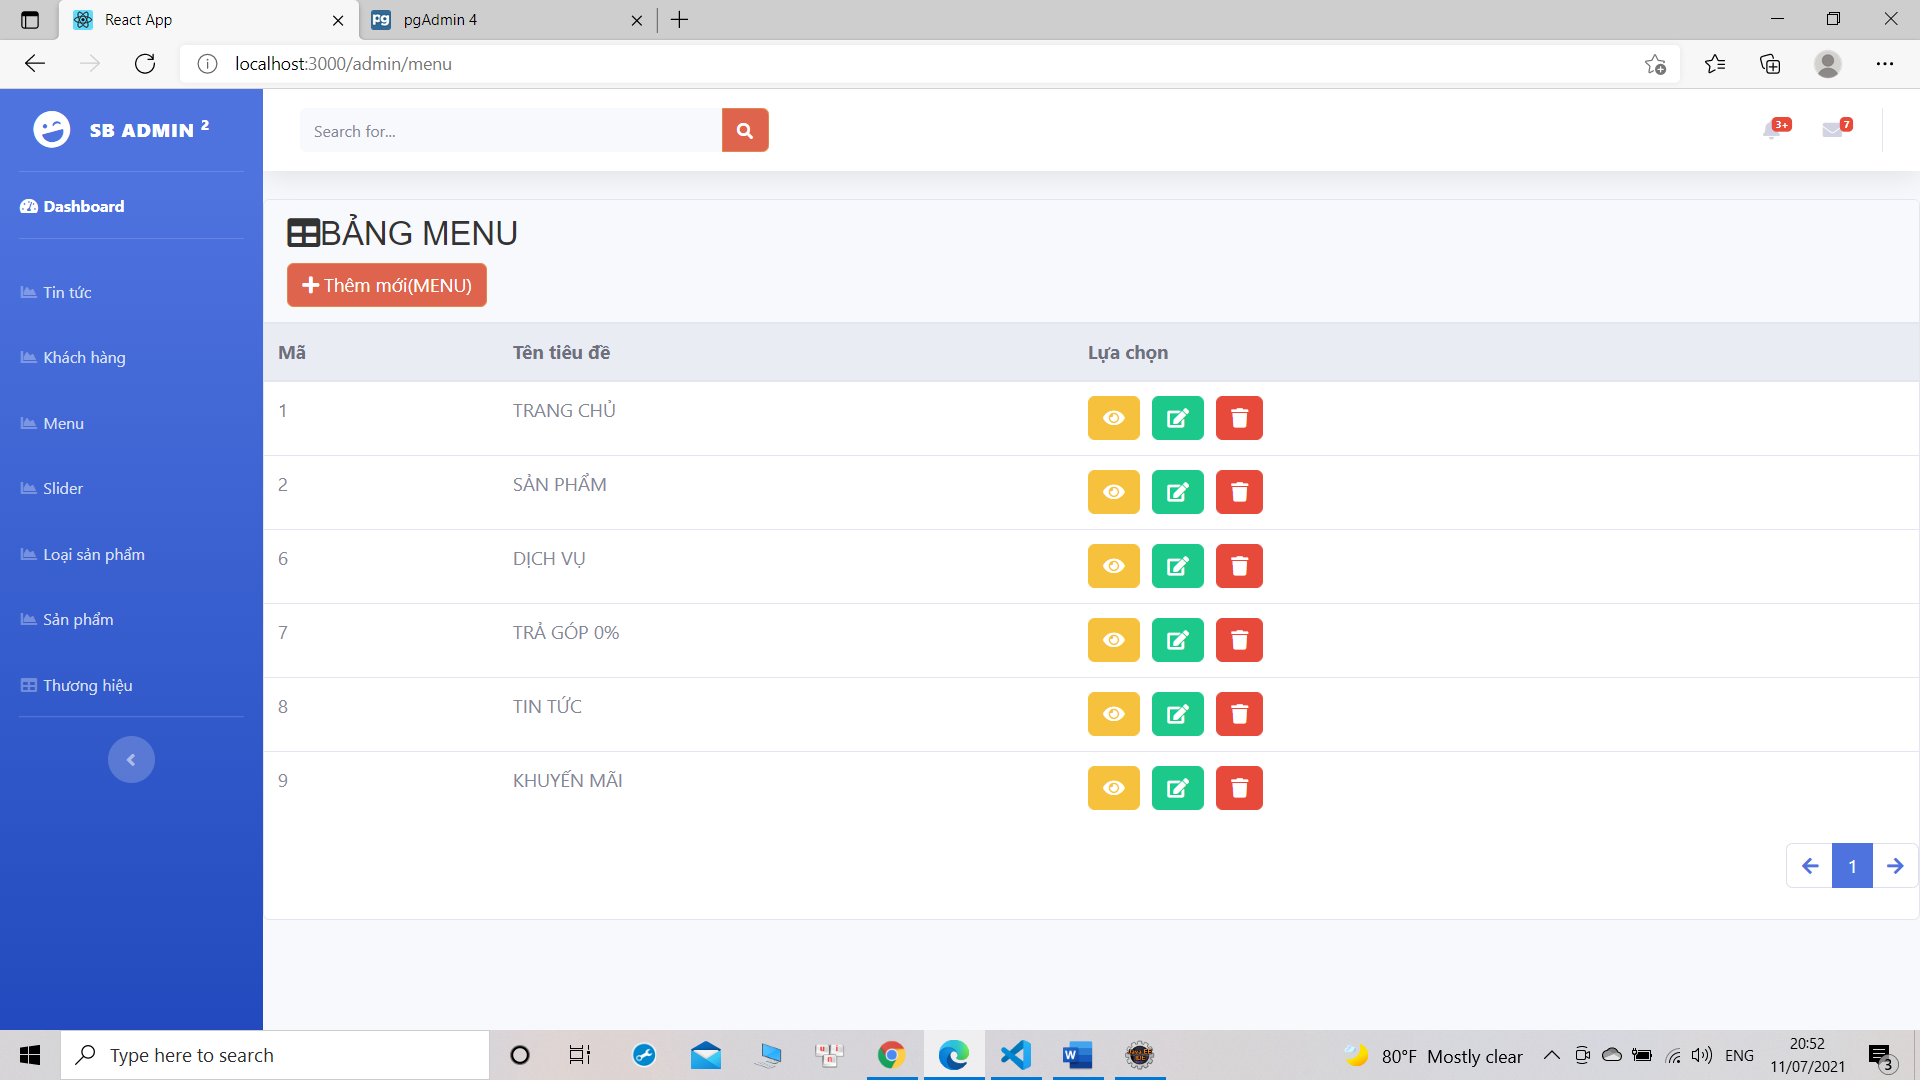 React App
pgAdmin 4
localhost:3000/admin/menu
SB ADMIN 2
Search for...
3+
7
Dashboard
Tin tức
Khách hàng
Menu
Slider
Loại sản phẩm
Sản phẩm
Thương hiệu
BẢNG MENU
Thêm mới(MENU)
Mã Tên tiêu đề Lựa chọn
1 TRANG CHỦ
2 SẢN PHẨM
6 DỊCH VỤ
7 TRẢ GÓP 0%
8 TIN TỨC
9 KHUYẾN MÃI
1
Type here to search
80°F Mostly clear
ENG
20:52
11/07/2021
3